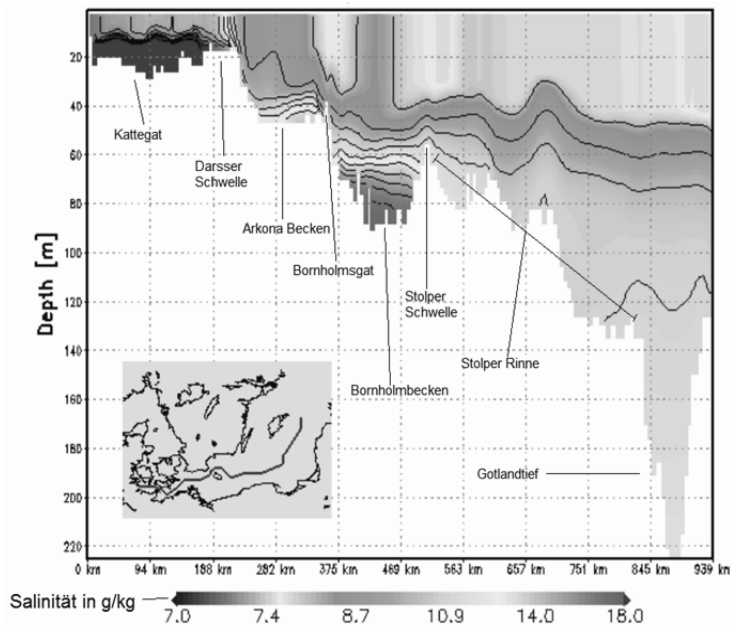 20
40
60
80
100
120
140
160
180
200
220
Depth [m]
Kattegat
Darsser
Schwelle
Arkona Becken
Bornholmsgat
Stolper
Schwelle
Stolper Rinne
Bornholmbecken
Gotlandtief
0 km 94 km 188 km 282 km 376 km 469 km 563 km 657 km 751 km 845 km 939 km
Salinität in g/kg
7.0 7.4 8.7 10.9 14.0 18.0